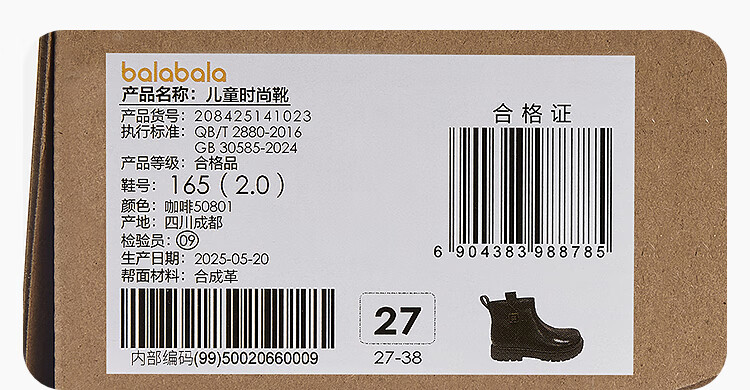 balabala
产品名称：儿童时尚靴
产品货号：208425141023
执行标准：QB/T 2880-2016
GB 30585-2024
产品等级：合格品
鞋号：165（2.0）
颜色：咖啡50801
产地：四川成都
检验员：09
生产日期：2025-05-20
帮面材料：合成革
内部编码(99)50020660009
合格证
6 904383 988785
27
27-38